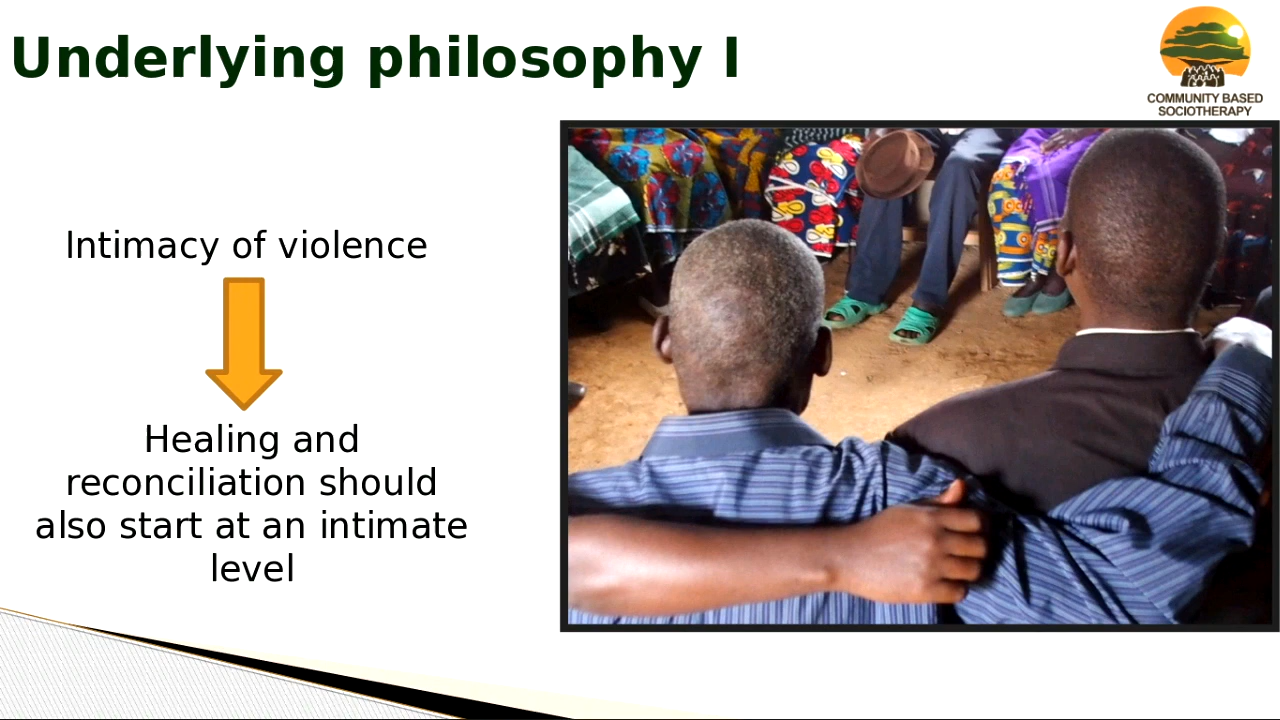 Underlying philosophy I
COMMUNITY BASED
SOCIOTHERAPY
Intimacy of violence
Healing and
reconciliation should
also start at an intimate
level